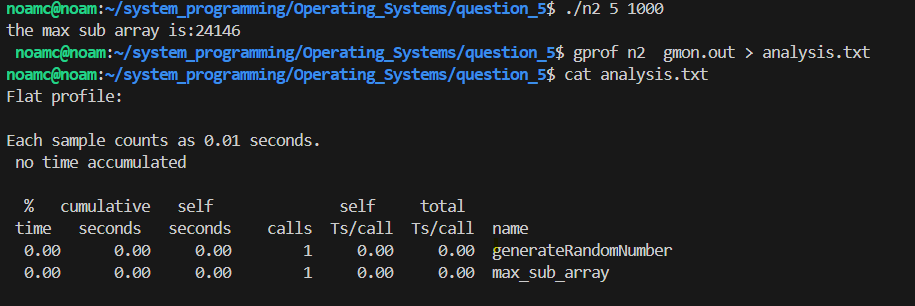 noamc@noam:~/system_programming/Operating_Systems/question_5$ ./n2 5 1000
the max sub array is:24146
noamc@noam:~/system_programming/Operating_Systems/question_5$ gprof n2  gmon.out > analysis.txt
noamc@noam:~/system_programming/Operating_Systems/question_5$ cat analysis.txt
Flat profile:
Each sample counts as 0.01 seconds.
 no time accumulated
  %   cumulative   self              self     total
 time   seconds   seconds    calls  Ts/call  Ts/call  name
  0.00      0.00     0.00        1     0.00     0.00  generateRandomNumber
  0.00      0.00     0.00        1     0.00     0.00  max_sub_array